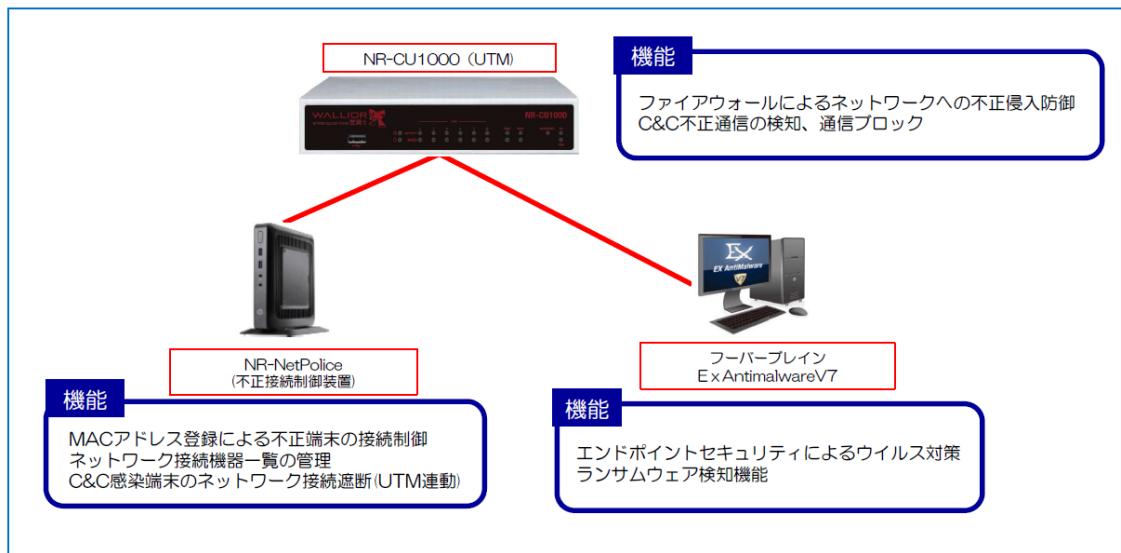 NR-CU1000 (UTM)
機能
ファイアウォールによるネットワークへの不正侵入防御
C&C不正通信の検知、通信ブロック
WALLIOR
NR-CU1000
EX
EX AntiMalware
V7
NR-NetPolice
(不正接続制御装置)
機能
MACアドレス登録による不正端末の接続制御
ネットワーク接続機器一覧の管理
C&C感染端末のネットワーク接続遮断(UTM連動)
フーバーブレイン
ExAntimalwareV7
機能
エンドポイントセキュリティによるウイルス対策
ランサムウェア検知機能